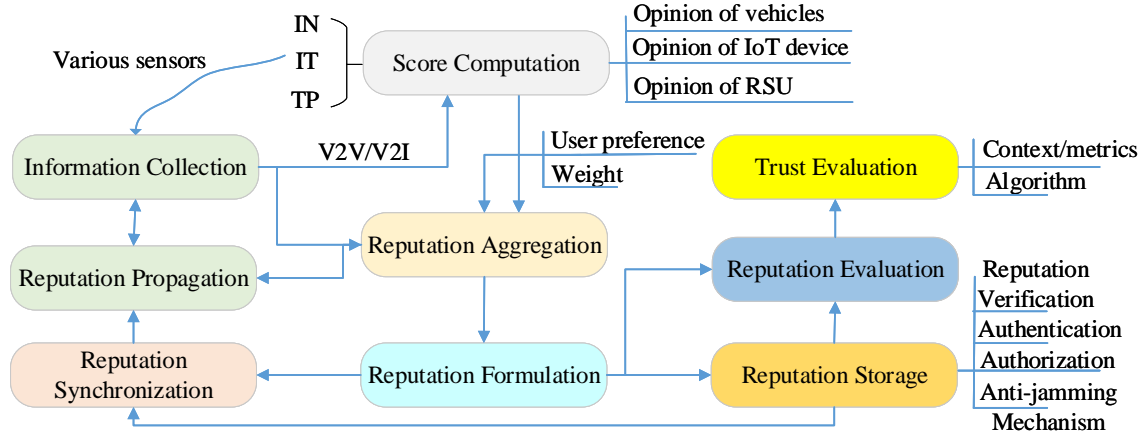 IN
IT
TP
Various sensors
Score Computation
Opinion of vehicles
Opinion of IoT device
Opinion of RSU
Information Collection
V2V/V2I
User preference
Weight
Trust Evaluation
Context/metrics
Algorithm
Reputation Propagation
Reputation Aggregation
Reputation Evaluation
Reputation
Synchronization
Reputation Formulation
Reputation Storage
Reputation
Verification
Authentication
Authorization
Anti-jamming
Mechanism